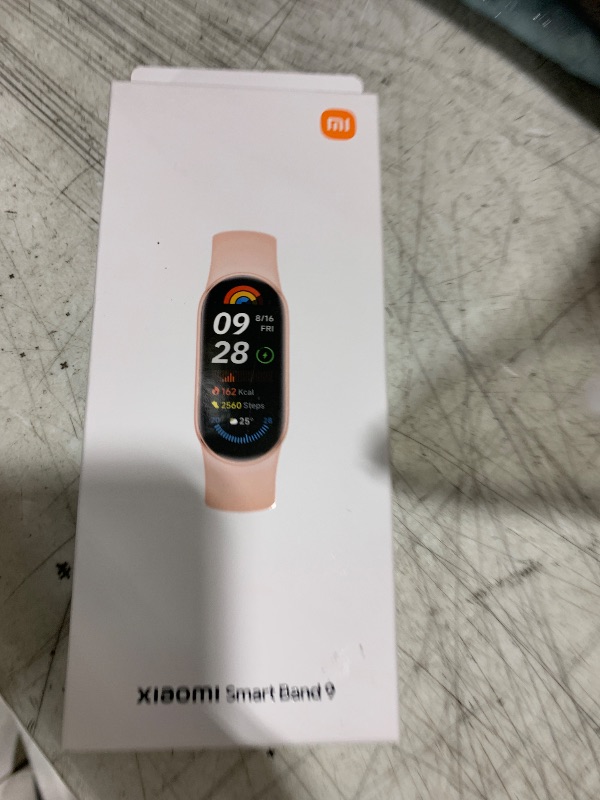 mi
09
8/16
FRI
28
162 Kcal
2560 Steps
25°
xiaomi Smart Band 9